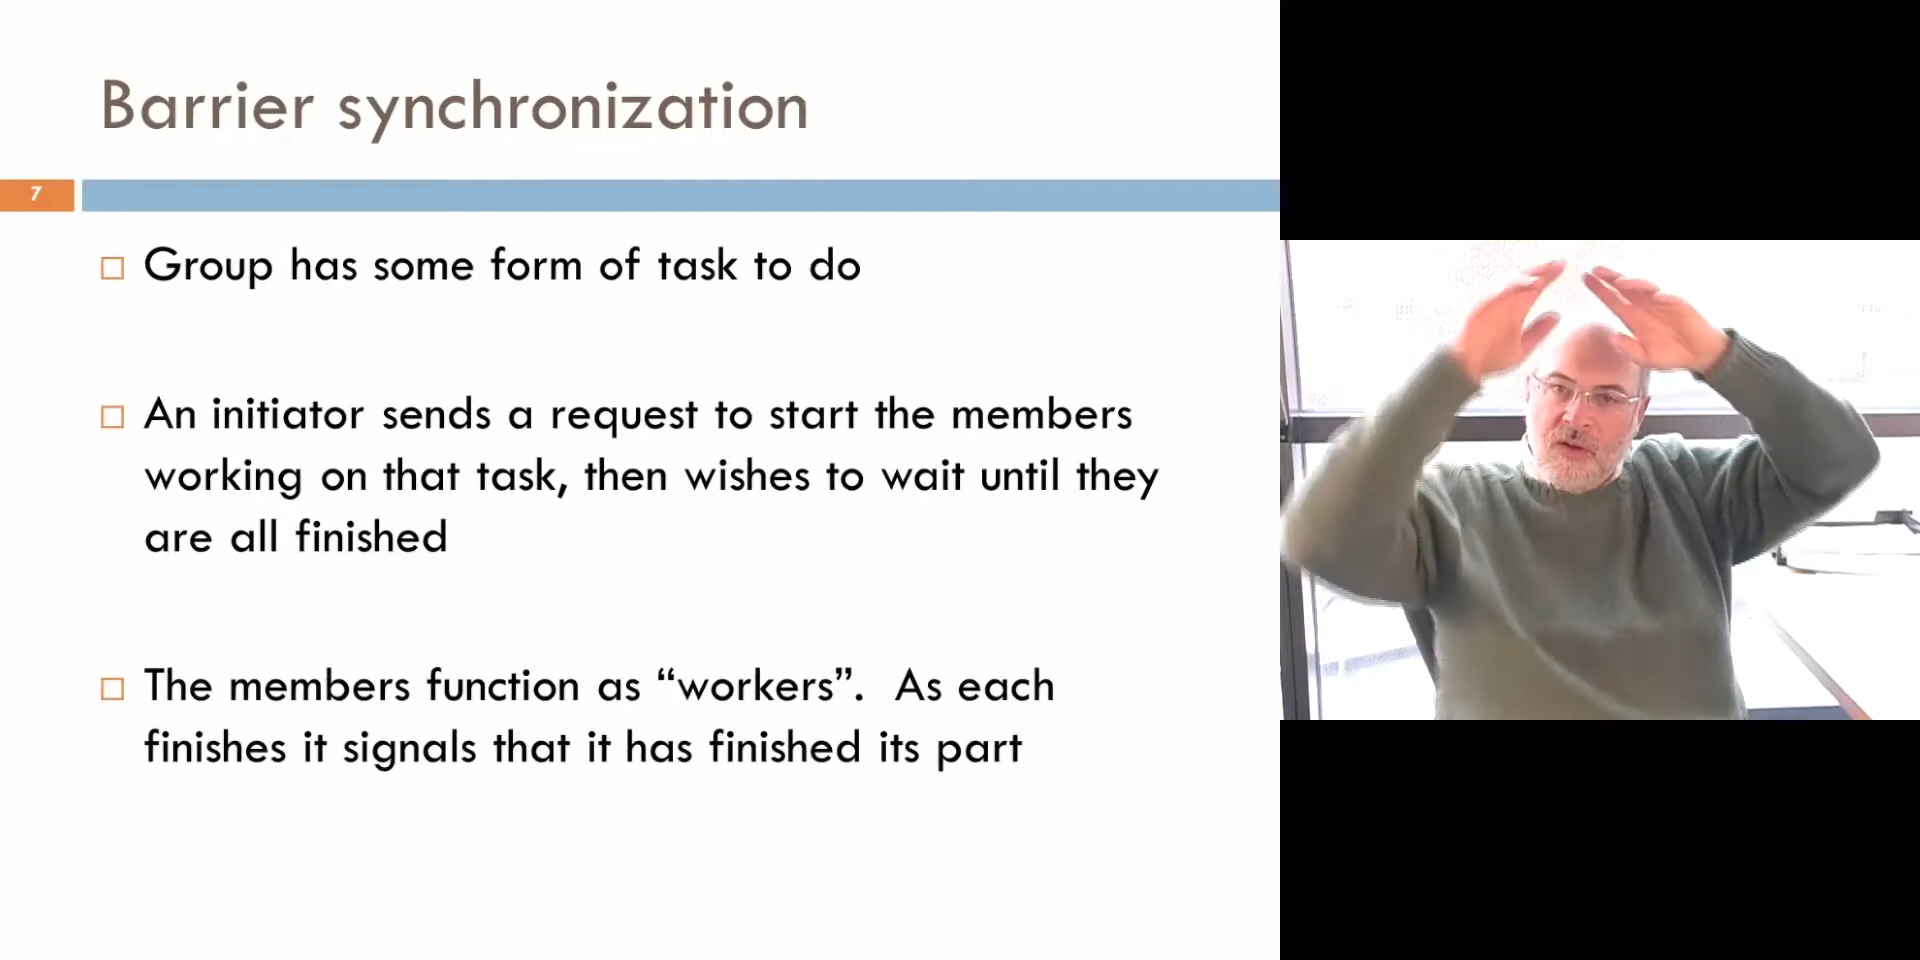 Barrier synchronization
7
Group has some form of task to do
An initiator sends a request to start the members
working on that task, then wishes to wait until they
are all finished
The members function as “workers”.  As each
finishes it signals that it has finished its part